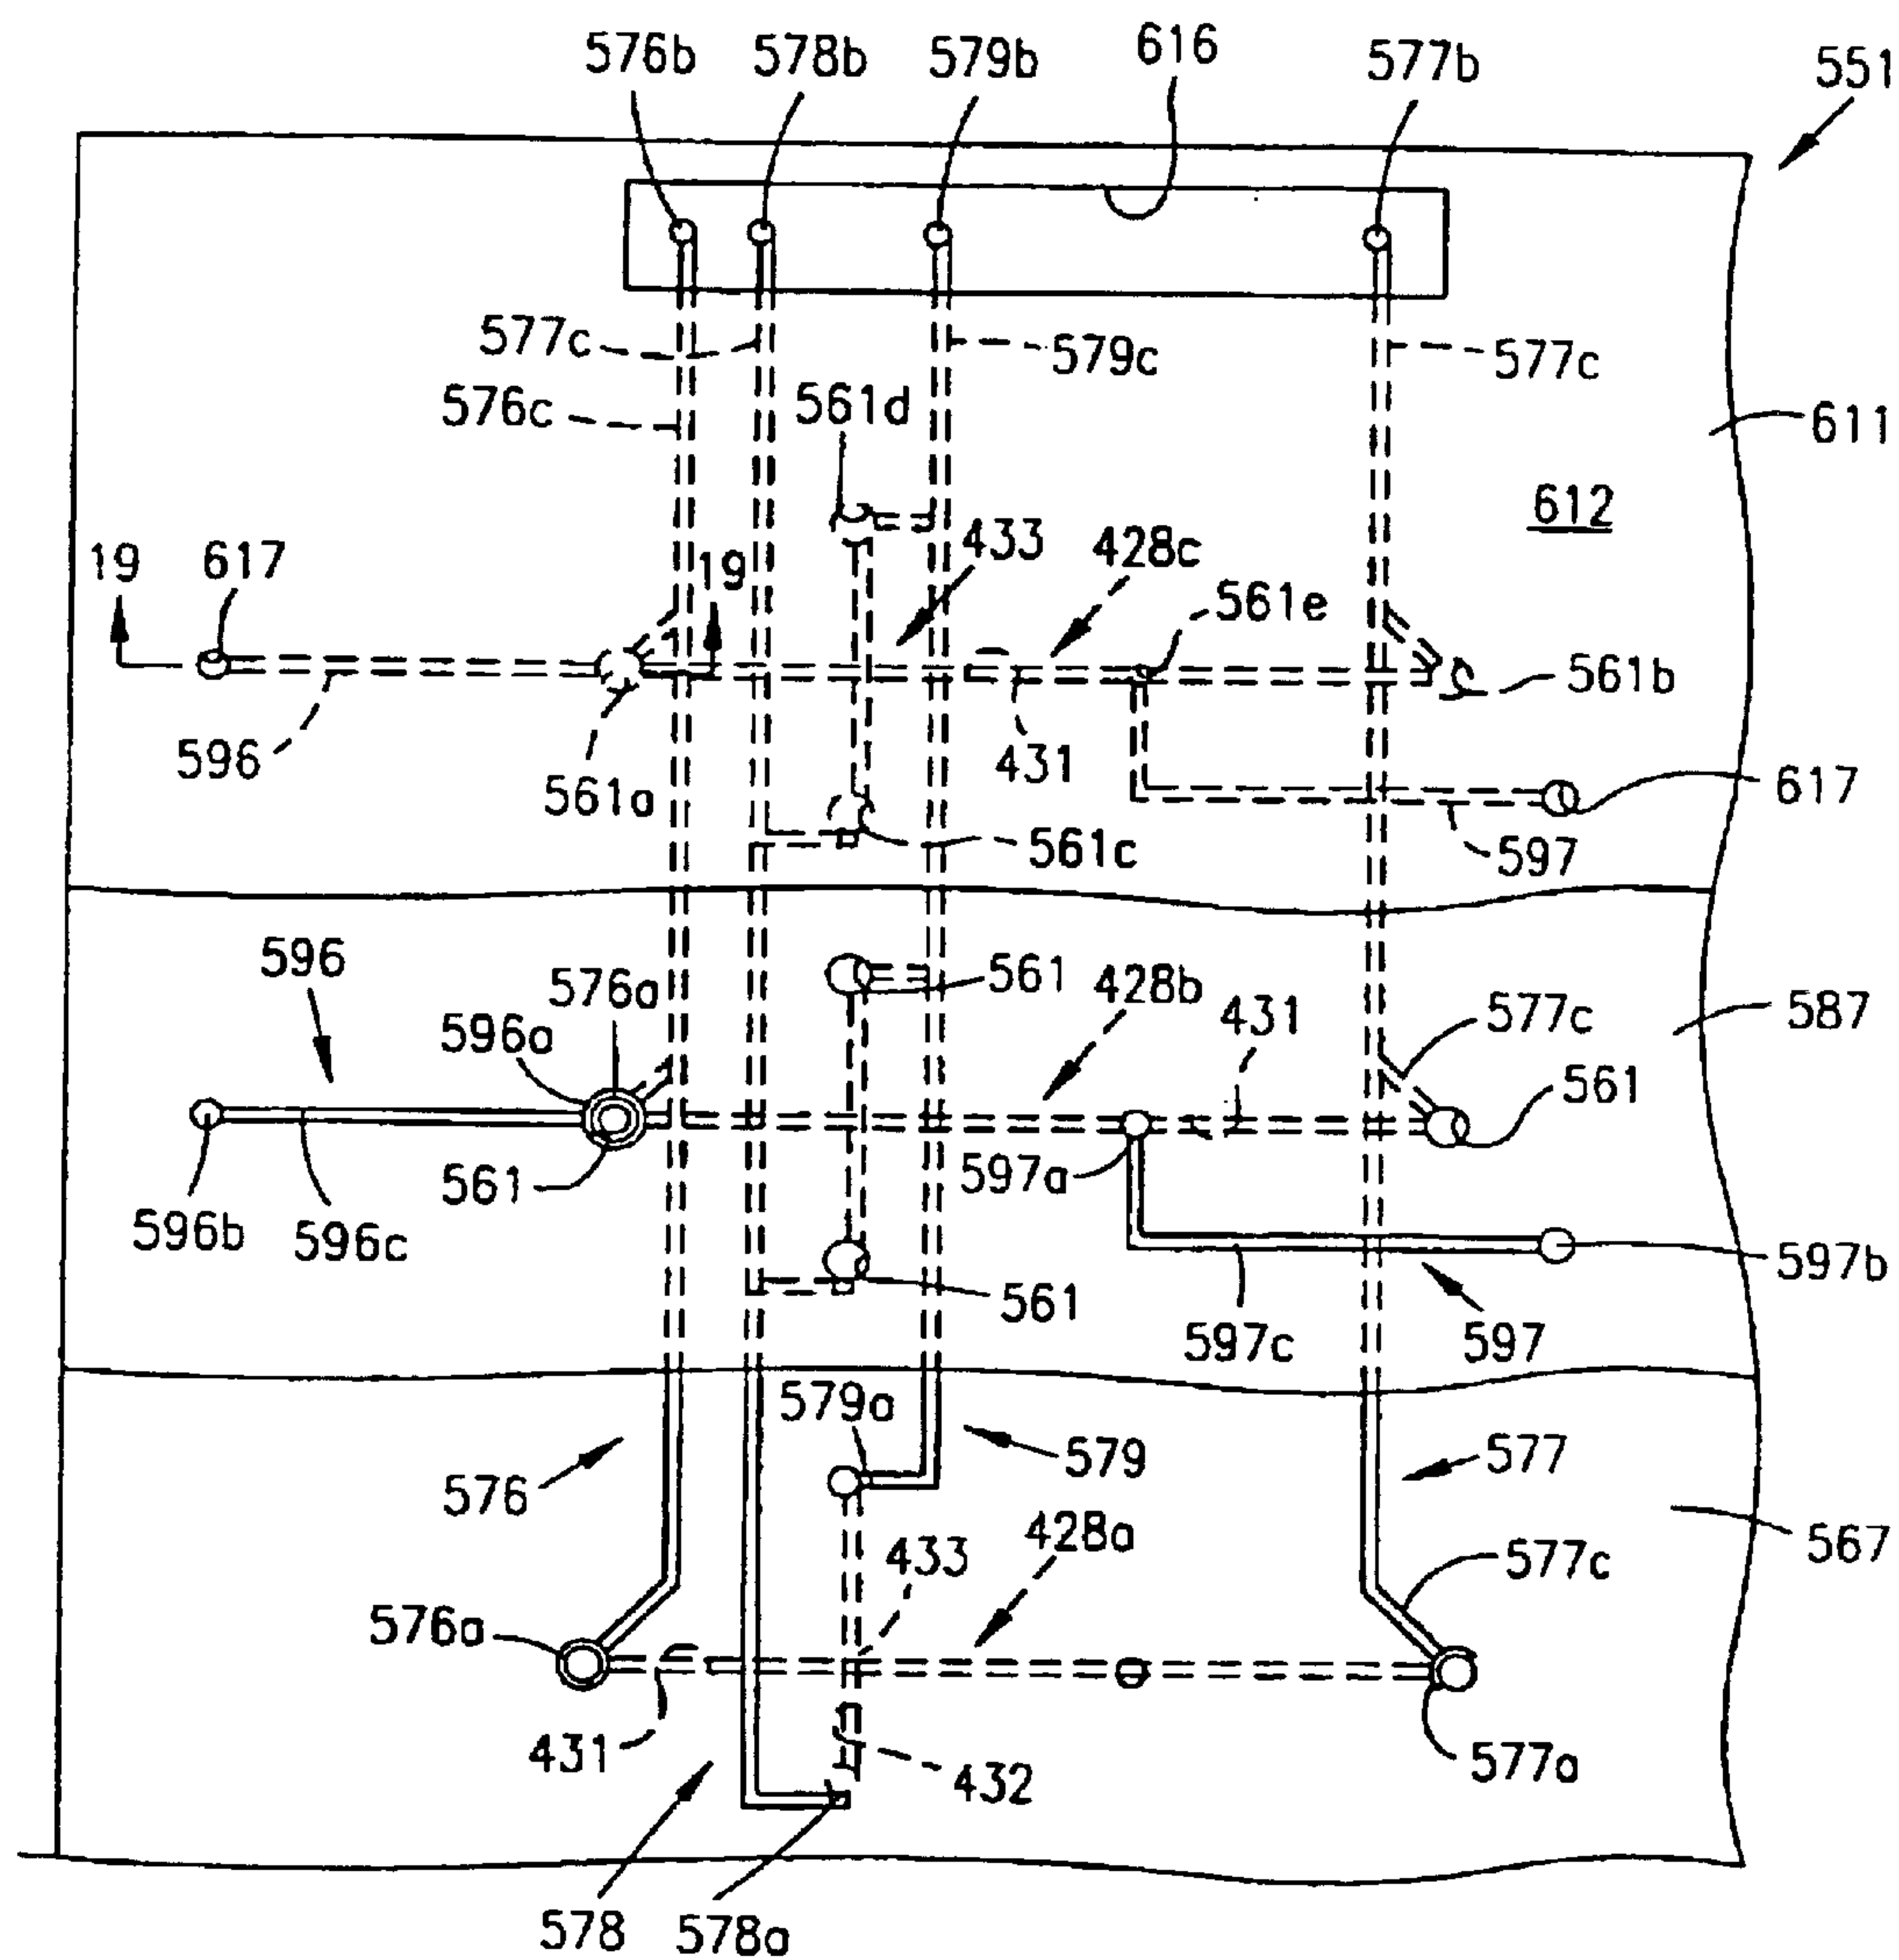 576b 578b 579b 616 577b 551
577c 579c 577c
576c 561d 611
612
19 617 19 433 428c 561e
596 561a 431 561b
617
561c 597
596 576a 561 428b 577c 587
596a 431 561
596b 596c 561 597a 597b
561 597c 597
579a
576 579 577
433 428a 577c 567
576a
431 432 577a
578 578a